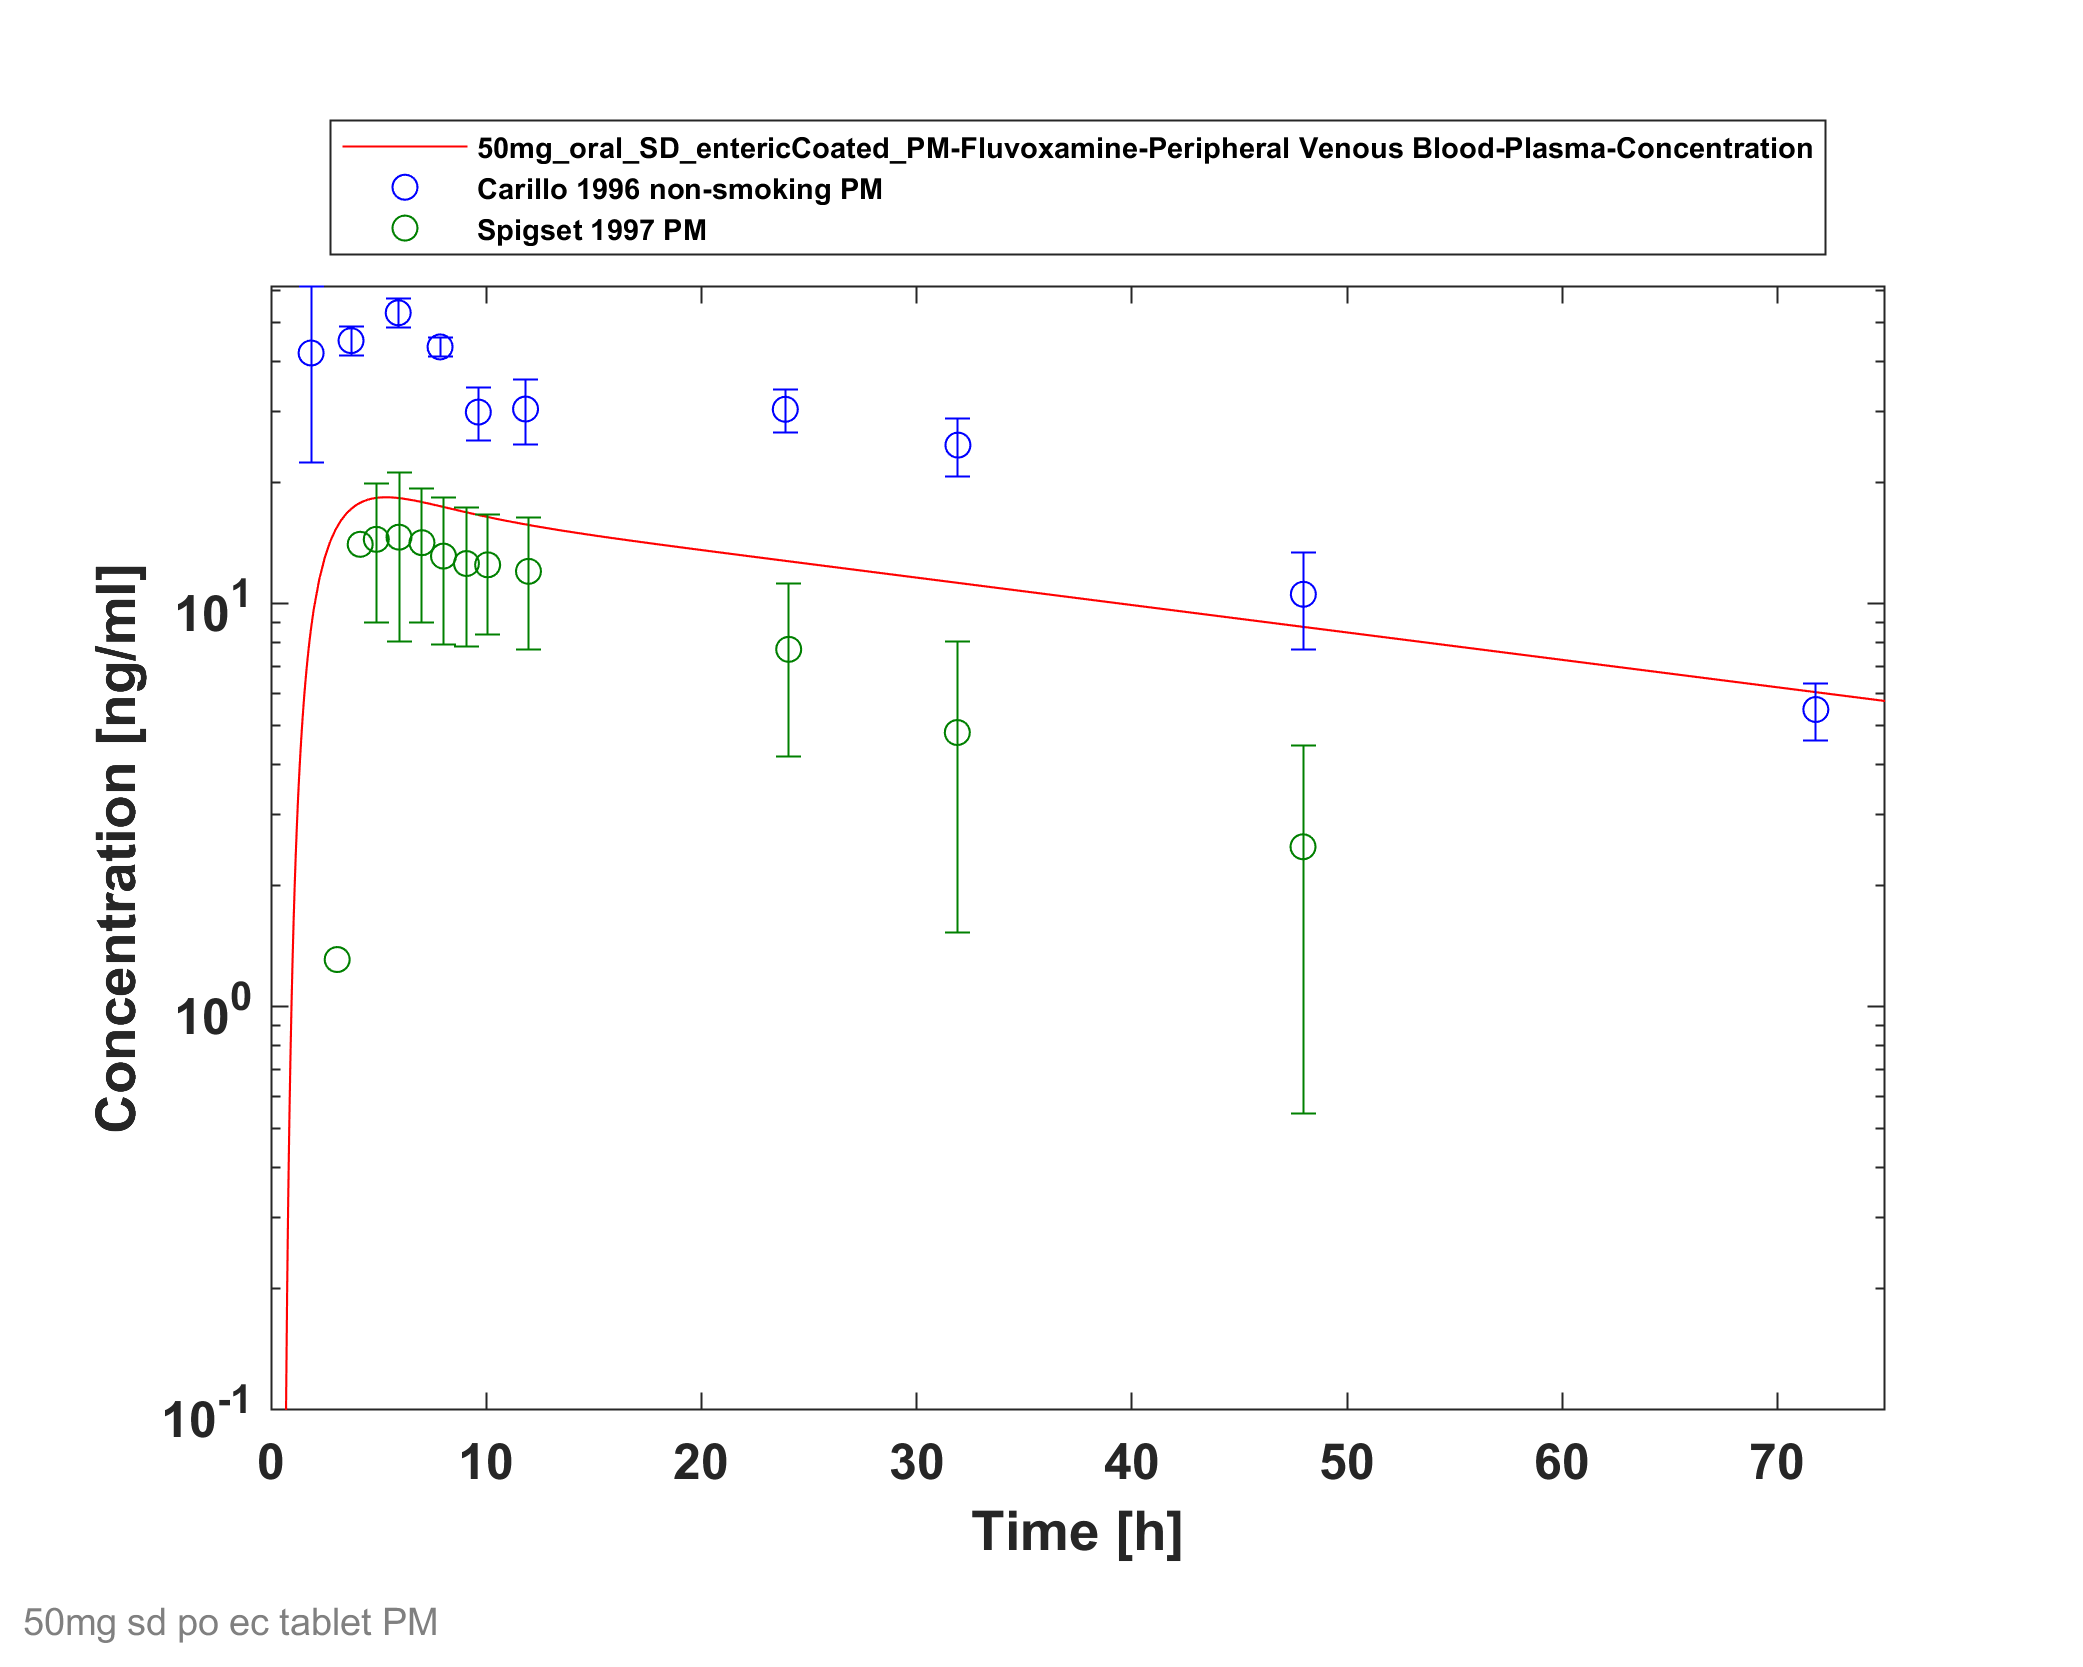 50mg_oral_SD_entericCoated_PM-Fluvoxamine-Peripheral Venous Blood-Plasma-Concentration
Carillo 1996 non-smoking PM
Spigset 1997 PM
Concentration [ng/ml]
10^1
10^0
10^-1
0 10 20 30 40 50 60 70
Time [h]
50mg sd po ec tablet PM